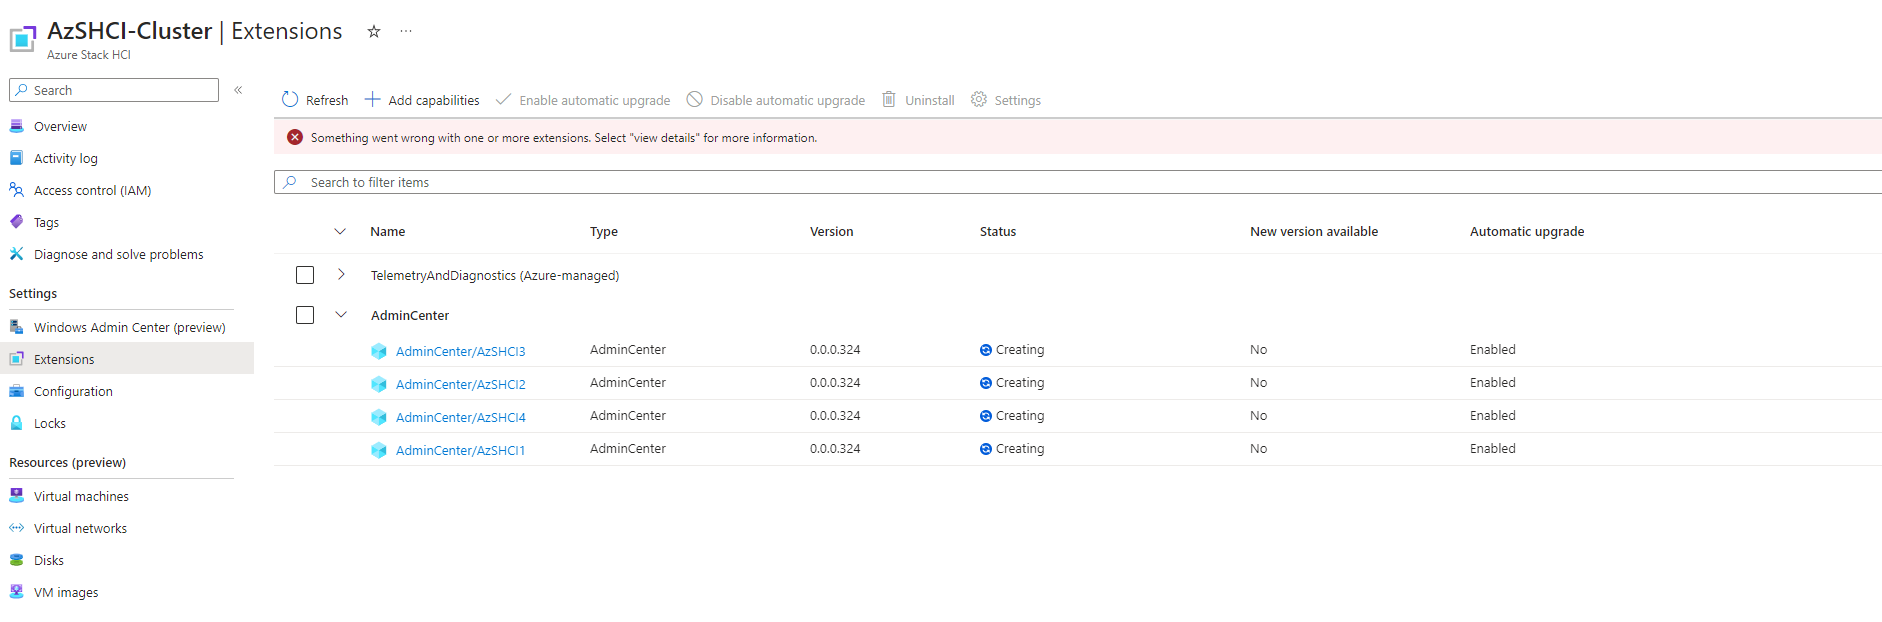 AzSHCI-Cluster | Extensions
Azure Stack HCI
Search
Overview
Activity log
Access control (IAM)
Tags
Diagnose and solve problems
Settings
Windows Admin Center (preview)
Extensions
Configuration
Locks
Resources (preview)
Virtual machines
Virtual networks
Disks
VM images
Refresh Add capabilities Enable automatic upgrade Disable automatic upgrade Uninstall Settings
Something went wrong with one or more extensions. Select "view details" for more information.
Search to filter items
Name Type Version Status New version available Automatic upgrade
TelemetryAndDiagnostics (Azure-managed)
AdminCenter
AdminCenter/AzSHCI3 AdminCenter 0.0.0.324 Creating No Enabled
AdminCenter/AzSHCI2 AdminCenter 0.0.0.324 Creating No Enabled
AdminCenter/AzSHCI4 AdminCenter 0.0.0.324 Creating No Enabled
AdminCenter/AzSHCI1 AdminCenter 0.0.0.324 Creating No Enabled